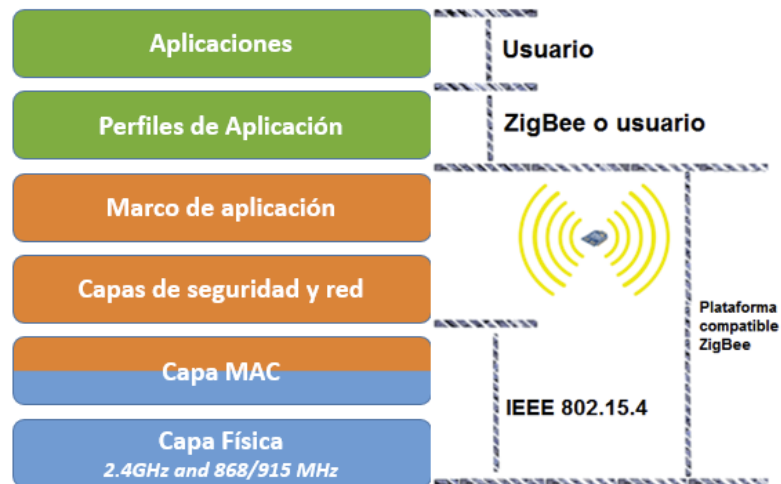 Aplicaciones
Usuario
Perfiles de Aplicación
ZigBee o usuario
Marco de aplicación
Capas de seguridad y red
Plataforma
compatible
ZigBee
Capa MAC
IEEE 802.15.4
Capa Física
2.4GHz and 868/915 MHz